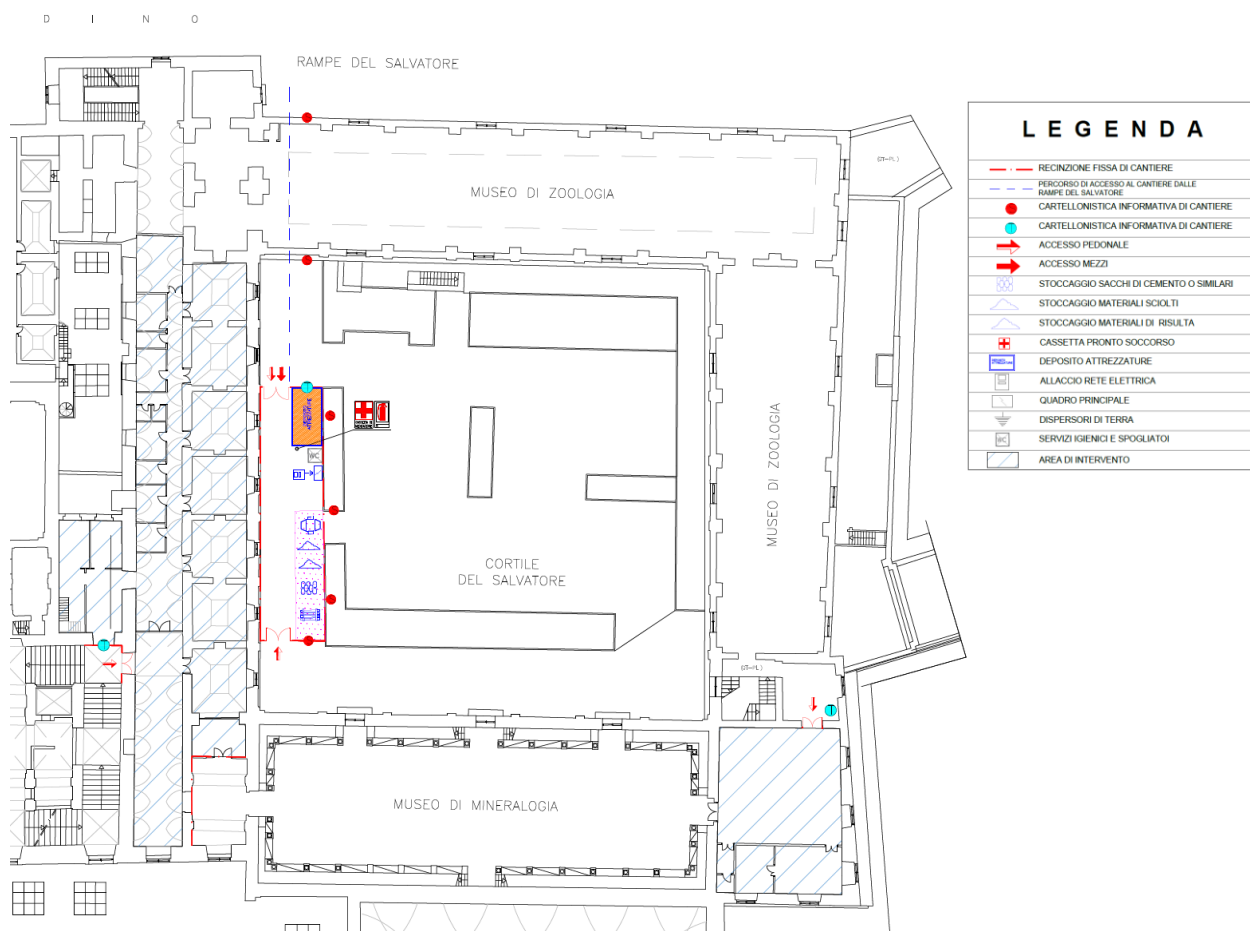 D I N O
RAMPE DEL SALVATORE
MUSEO DI ZOOLOGIA
MUSEO DI ZOOLOGIA
CORTILE
DEL SALVATORE
WC
MUSEO DI MINERALOGIA
LEGENDA
RECINZIONE FISSA DI CANTIERE
PERCORSO DI ACCESSO AL CANTIERE DALLE
RAMPE DEL SALVATORE
CARTELLONISTICA INFORMATIVA DI CANTIERE
CARTELLONISTICA INFORMATIVA DI CANTIERE
ACCESSO PEDONALE
ACCESSO MEZZI
STOCCAGGIO SACCHI DI CEMENTO O SIMILARI
STOCCAGGIO MATERIALI SCIOLTI
STOCCAGGIO MATERIALI DI RISULTA
CASSETTA PRONTO SOCCORSO
DEPOSITO ATTREZZATURE
ALLACCIO RETE ELETTRICA
QUADRO PRINCIPALE
DISPERSORI DI TERRA
WC
SERVIZI IGIENICI E SPOGLIATOI
AREA DI INTERVENTO